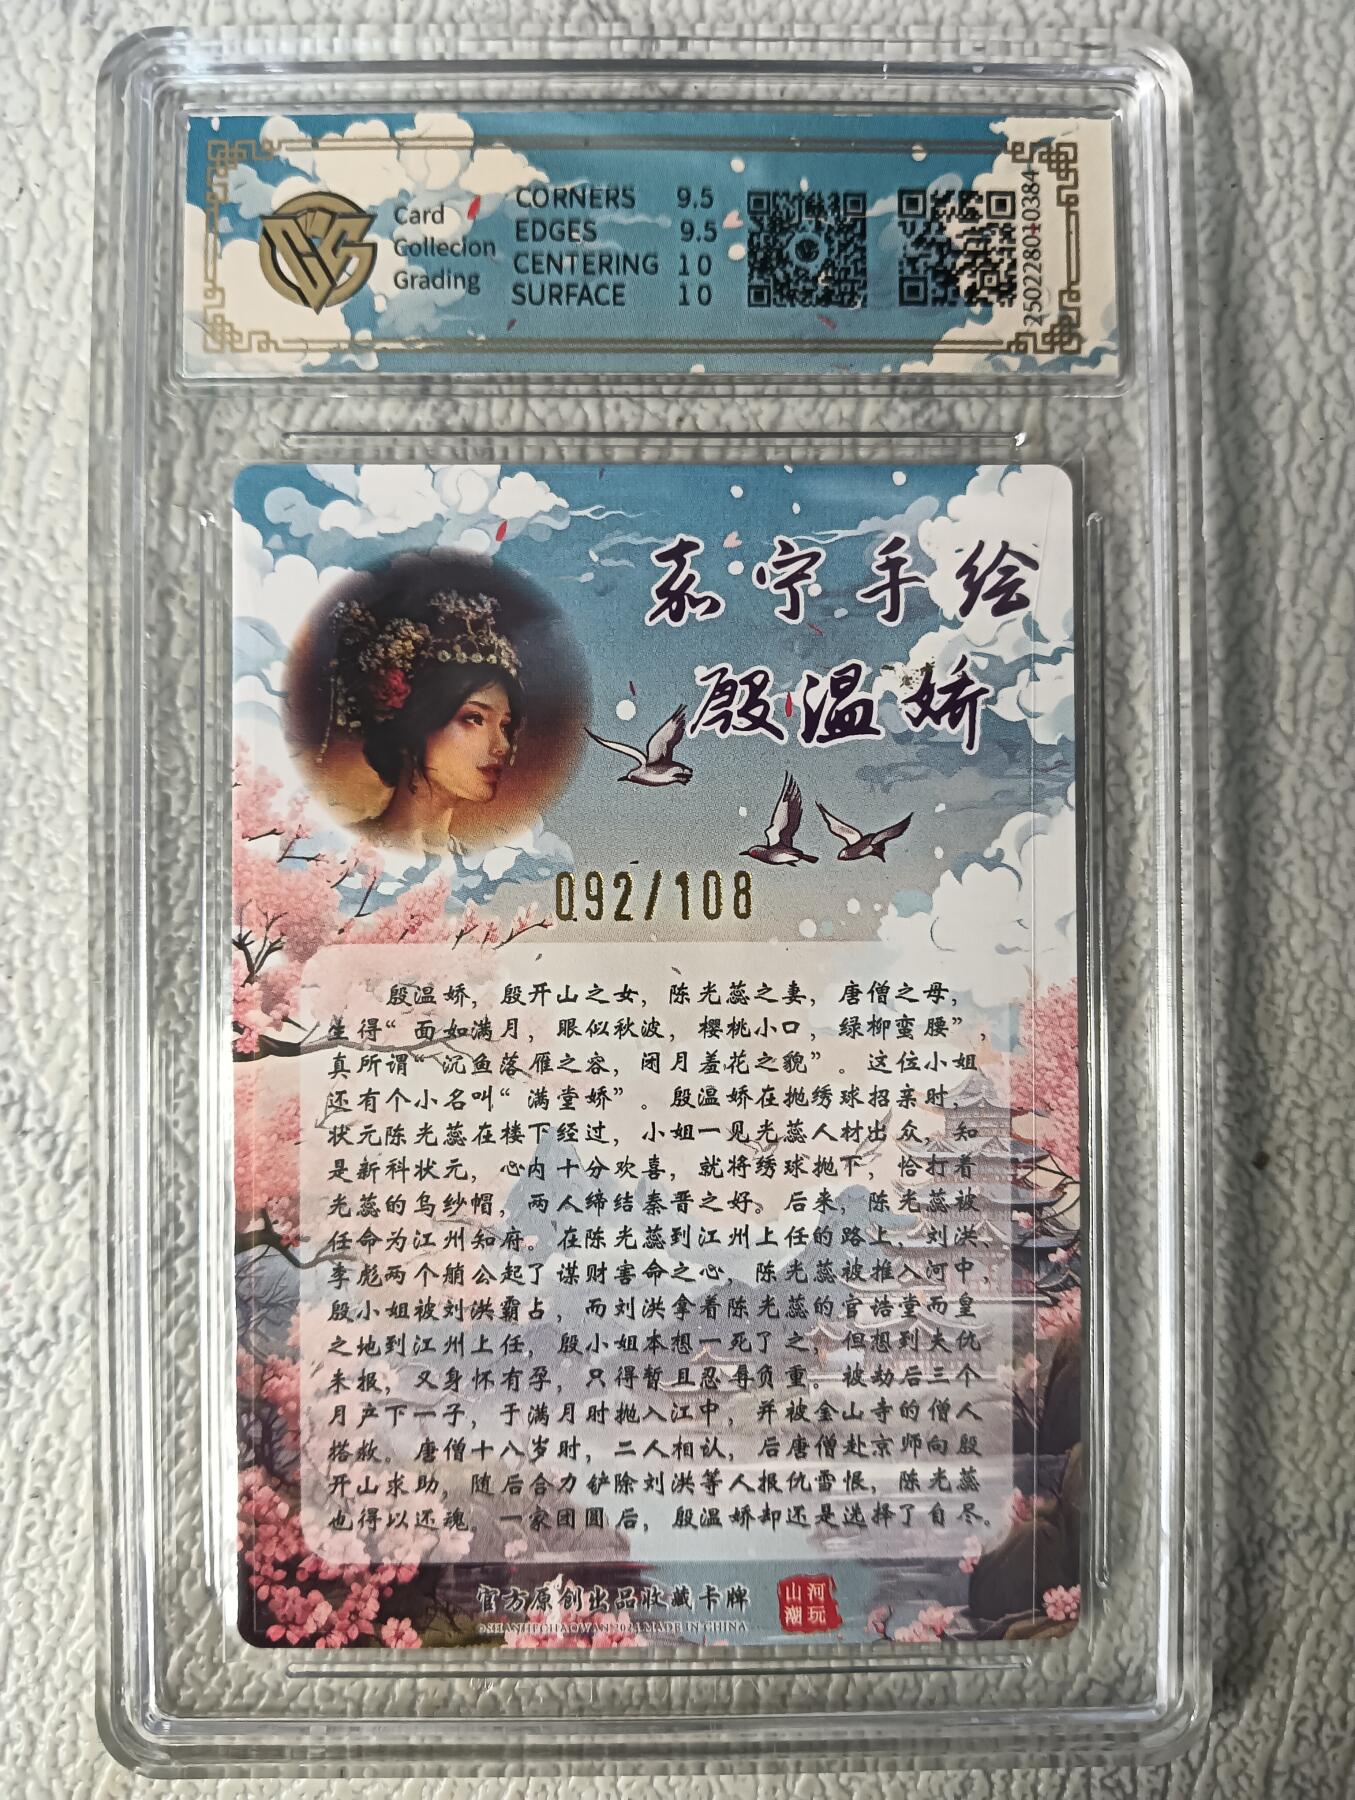 Card
Collecion
Grading
CORNERS 9.5
EDGES 9.5
CENTERING 10
SURFACE 10
250228010384
嘉宁手绘
殷温娇
092/108
殷温娇，殷开山之女，陈光蕊之妻，唐僧之母，
生得“面如满月，眼似秋波，樱桃小口，绿柳蛮腰”，
真所谓“沉鱼落雁之容，闭月羞花之貌”。这位小姐
还有个小名叫“满堂娇”。殷温娇在抛绣球招亲时，
状元陈光蕊在楼下经过，小姐一见光蕊人材出众，知
是新科状元，心内十分欢喜，就将绣球抛下，恰打着
光蕊的乌纱帽，两人缔结秦晋之好。后来，陈光蕊被
任命为江州知府。在陈光蕊到江州上任的路上，刘洪、
李彪两个艄公起了谋财害命之心，陈光蕊被推入河中，
殷小姐被刘洪霸占，而刘洪拿着陈光蕊的官诰堂而皇
之地到江州上任，殷小姐本想一死了之，但想到夫仇
未报，又身怀有孕，只得暂且忍辱负重。被劫后三个
月产下一子，于满月时抛入江中，并被金山寺的僧人
搭救。唐僧十八岁时，二人相认，后唐僧赴京师向殷
开山求助，随后合力铲除刘洪等人报仇雪恨，陈光蕊
也得以还魂。一家团圆后，殷温娇却还是选择了自尽。
官方原创出品收藏卡牌
©SHANHECHAOWAN 2024 MADE IN CHINA
山河
潮玩